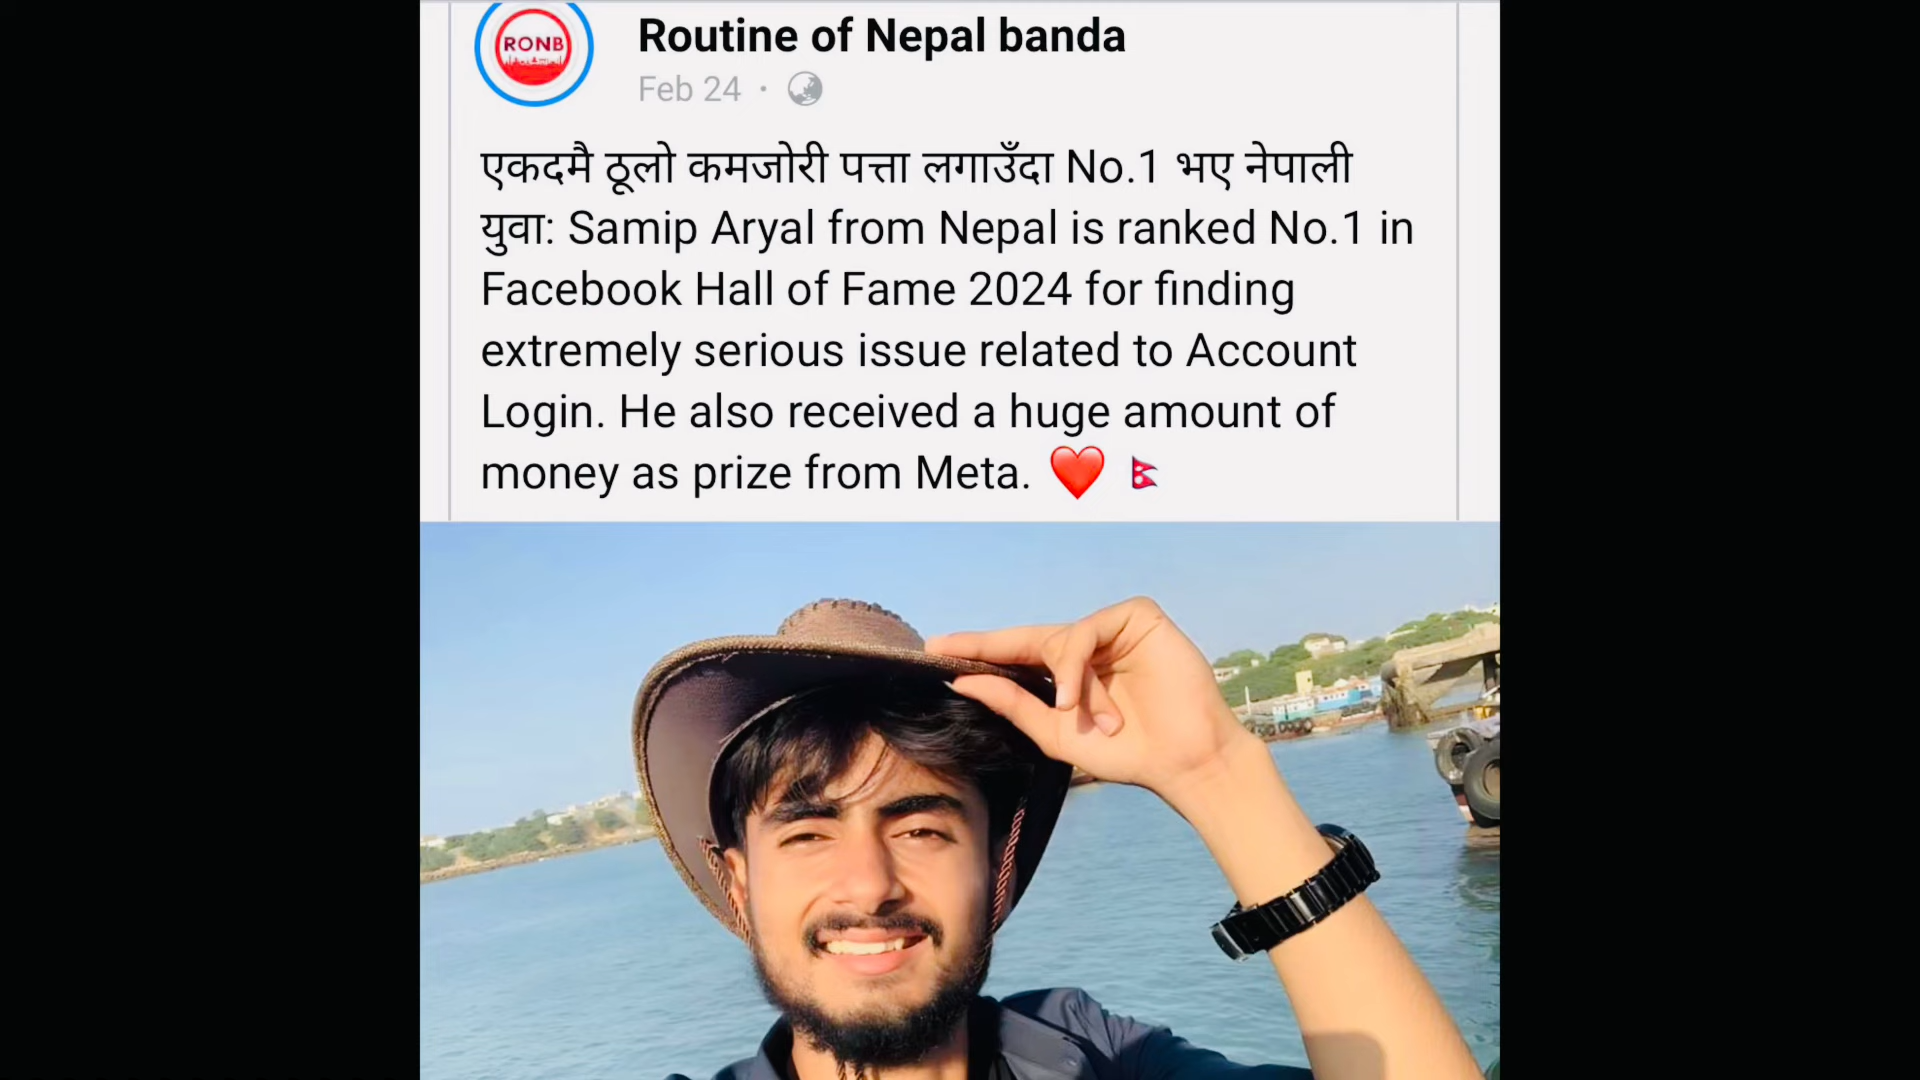 RONB
Routine of Nepal banda
Feb 24 ·
एकदमै ठूलो कमजोरी पत्ता लगाउँदा No.1 भए नेपाली
युवा: Samip Aryal from Nepal is ranked No.1 in
Facebook Hall of Fame 2024 for finding
extremely serious issue related to Account
Login. He also received a huge amount of
money as prize from Meta. ❤️ 🇳🇵